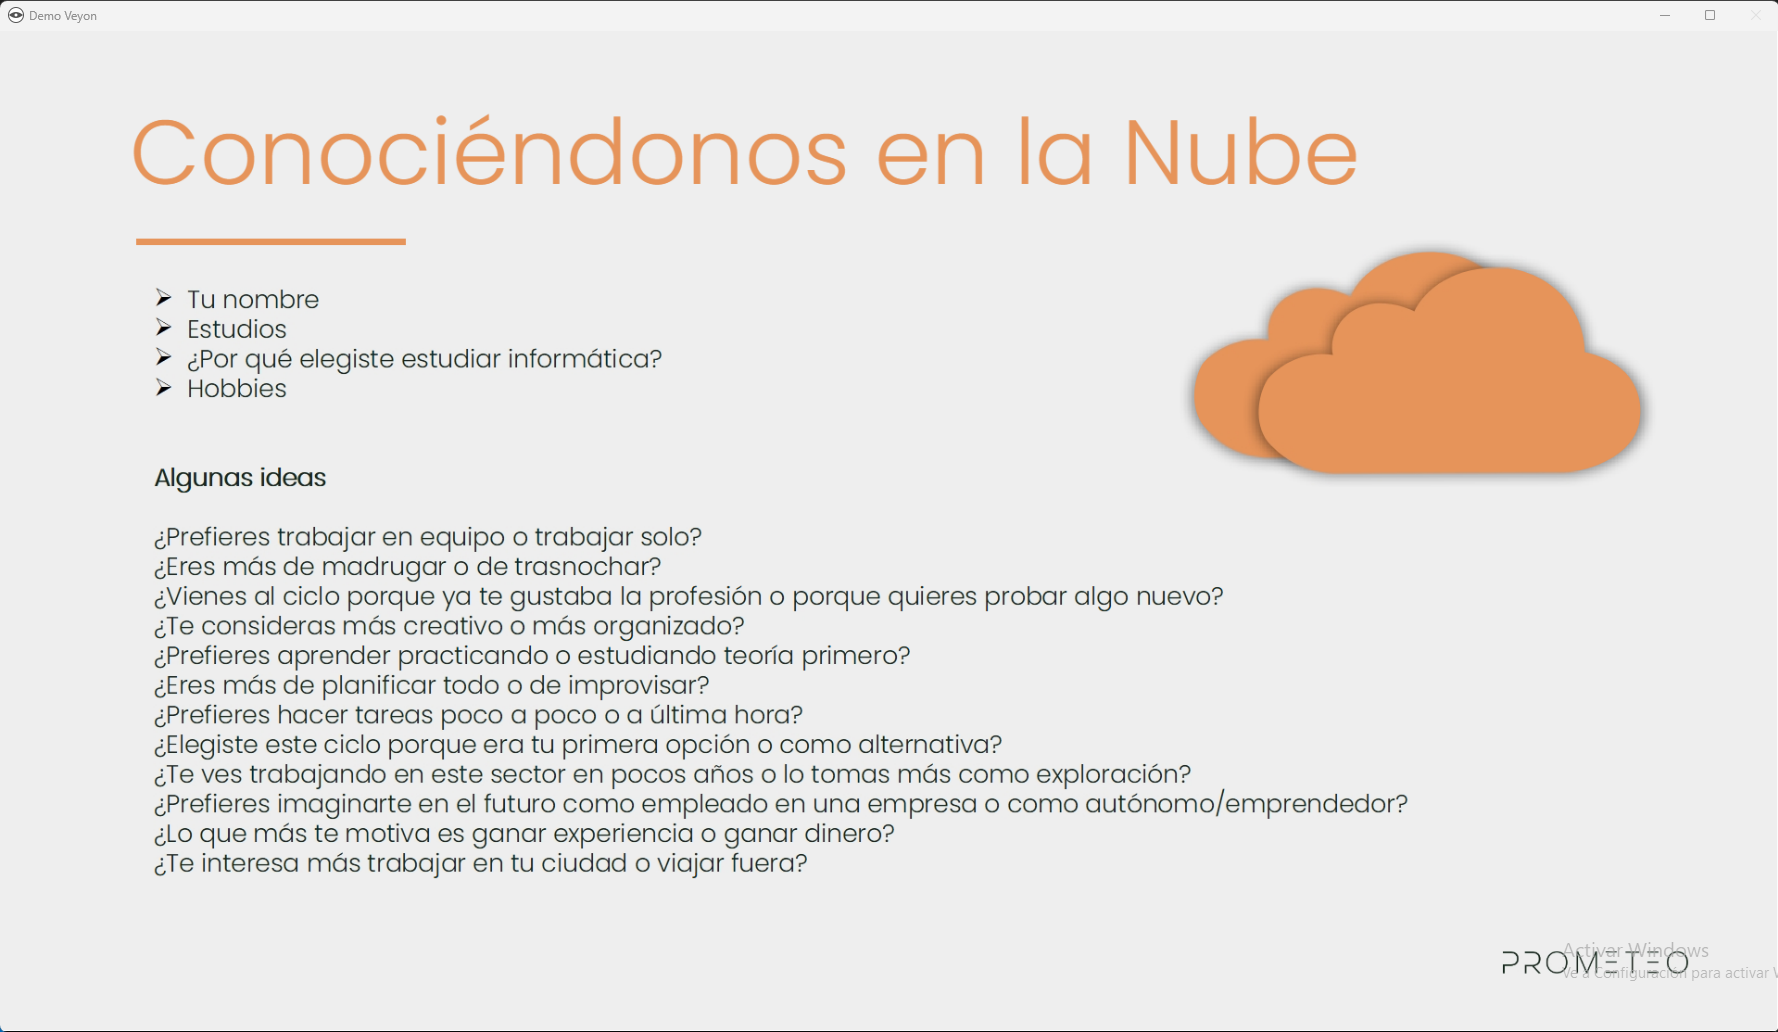 Demo Veyon
Conociéndonos en la Nube
➢ Tu nombre
➢ Estudios
➢ ¿Por qué elegiste estudiar informática?
➢ Hobbies
Algunas ideas
¿Prefieres trabajar en equipo o trabajar solo?
¿Eres más de madrugar o de trasnochar?
¿Vienes al ciclo porque ya te gustaba la profesión o porque quieres probar algo nuevo?
¿Te consideras más creativo o más organizado?
¿Prefieres aprender practicando o estudiando teoría primero?
¿Eres más de planificar todo o de improvisar?
¿Prefieres hacer tareas poco a poco o a última hora?
¿Elegiste este ciclo porque era tu primera opción o como alternativa?
¿Te ves trabajando en este sector en pocos años o lo tomas más como exploración?
¿Prefieres imaginarte en el futuro como empleado en una empresa o como autónomo/emprendedor?
¿Lo que más te motiva es ganar experiencia o ganar dinero?
¿Te interesa más trabajar en tu ciudad o viajar fuera?
Activar Windows
PROMETEO
Ve a Configuración para activar W